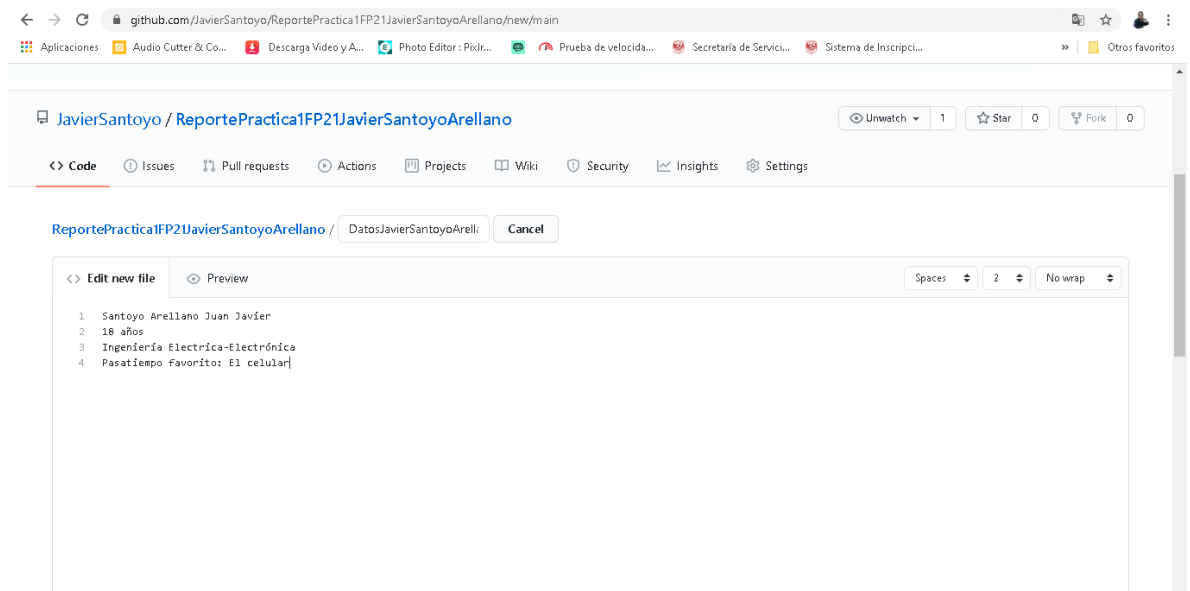 github.com/JavierSantoyo/ReportePractica1FP21JavierSantoyoArellano/new/main
Aplicaciones Audio Cutter & Co... Descarga Video y A... Photo Editor : Pixlr... Prueba de velocida... Secretaría de Servici... Sistema de Inscripci... » Otros favoritos
JavierSantoyo / ReportePractica1FP21JavierSantoyoArellano Unwatch 1 Star 0 Fork 0
<> Code Issues Pull requests Actions Projects Wiki Security Insights Settings
ReportePractica1FP21JavierSantoyoArellano / DatosJavierSantoyoArella Cancel
<> Edit new file Preview Spaces 2 No wrap
1 Santoyo Arellano Juan Javier
2 18 años
3 Ingeniería Electrica-Electrónica
4 Pasatiempo favorito: El celular